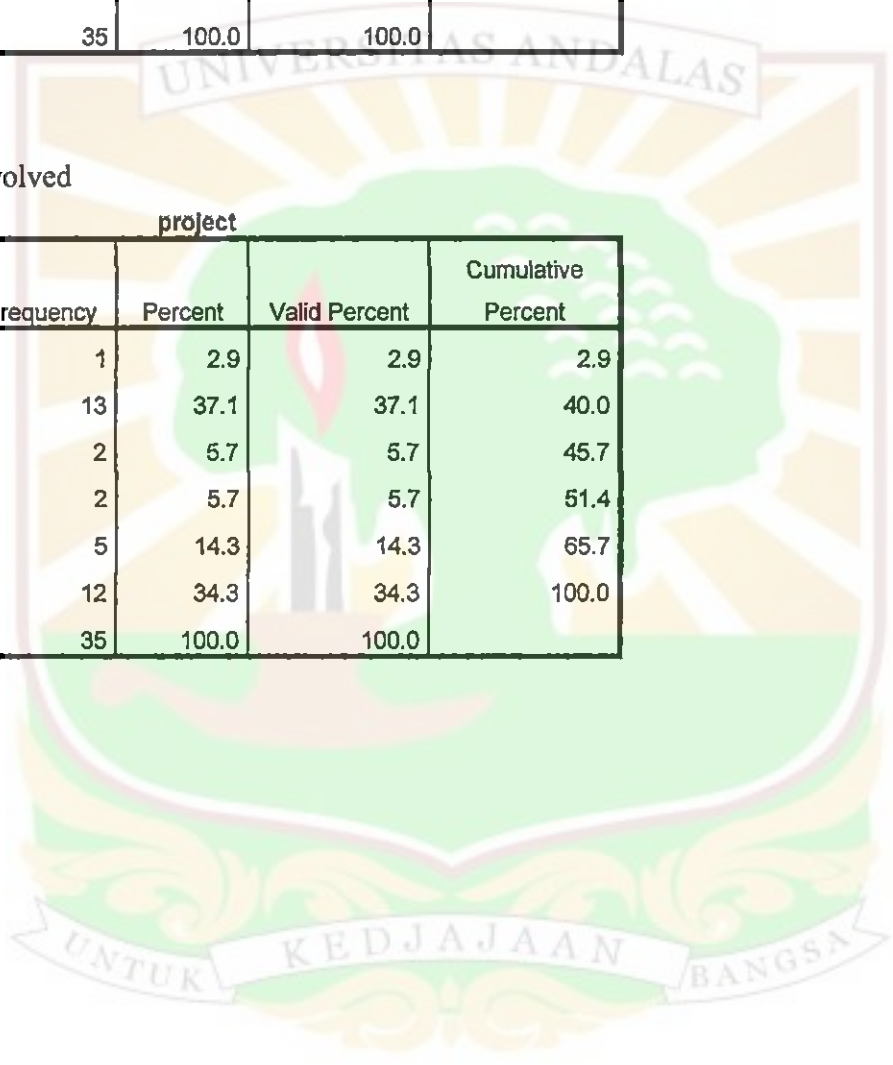 35 100.0 100.0
UNIVERSITAS ANDALAS
volved
project
requency Percent Valid Percent Cumulative Percent
1 2.9 2.9 2.9
13 37.1 37.1 40.0
2 5.7 5.7 45.7
2 5.7 5.7 51.4
5 14.3 14.3 65.7
12 34.3 34.3 100.0
35 100.0 100.0
UNTUK KEDJAJAAN BANGSA